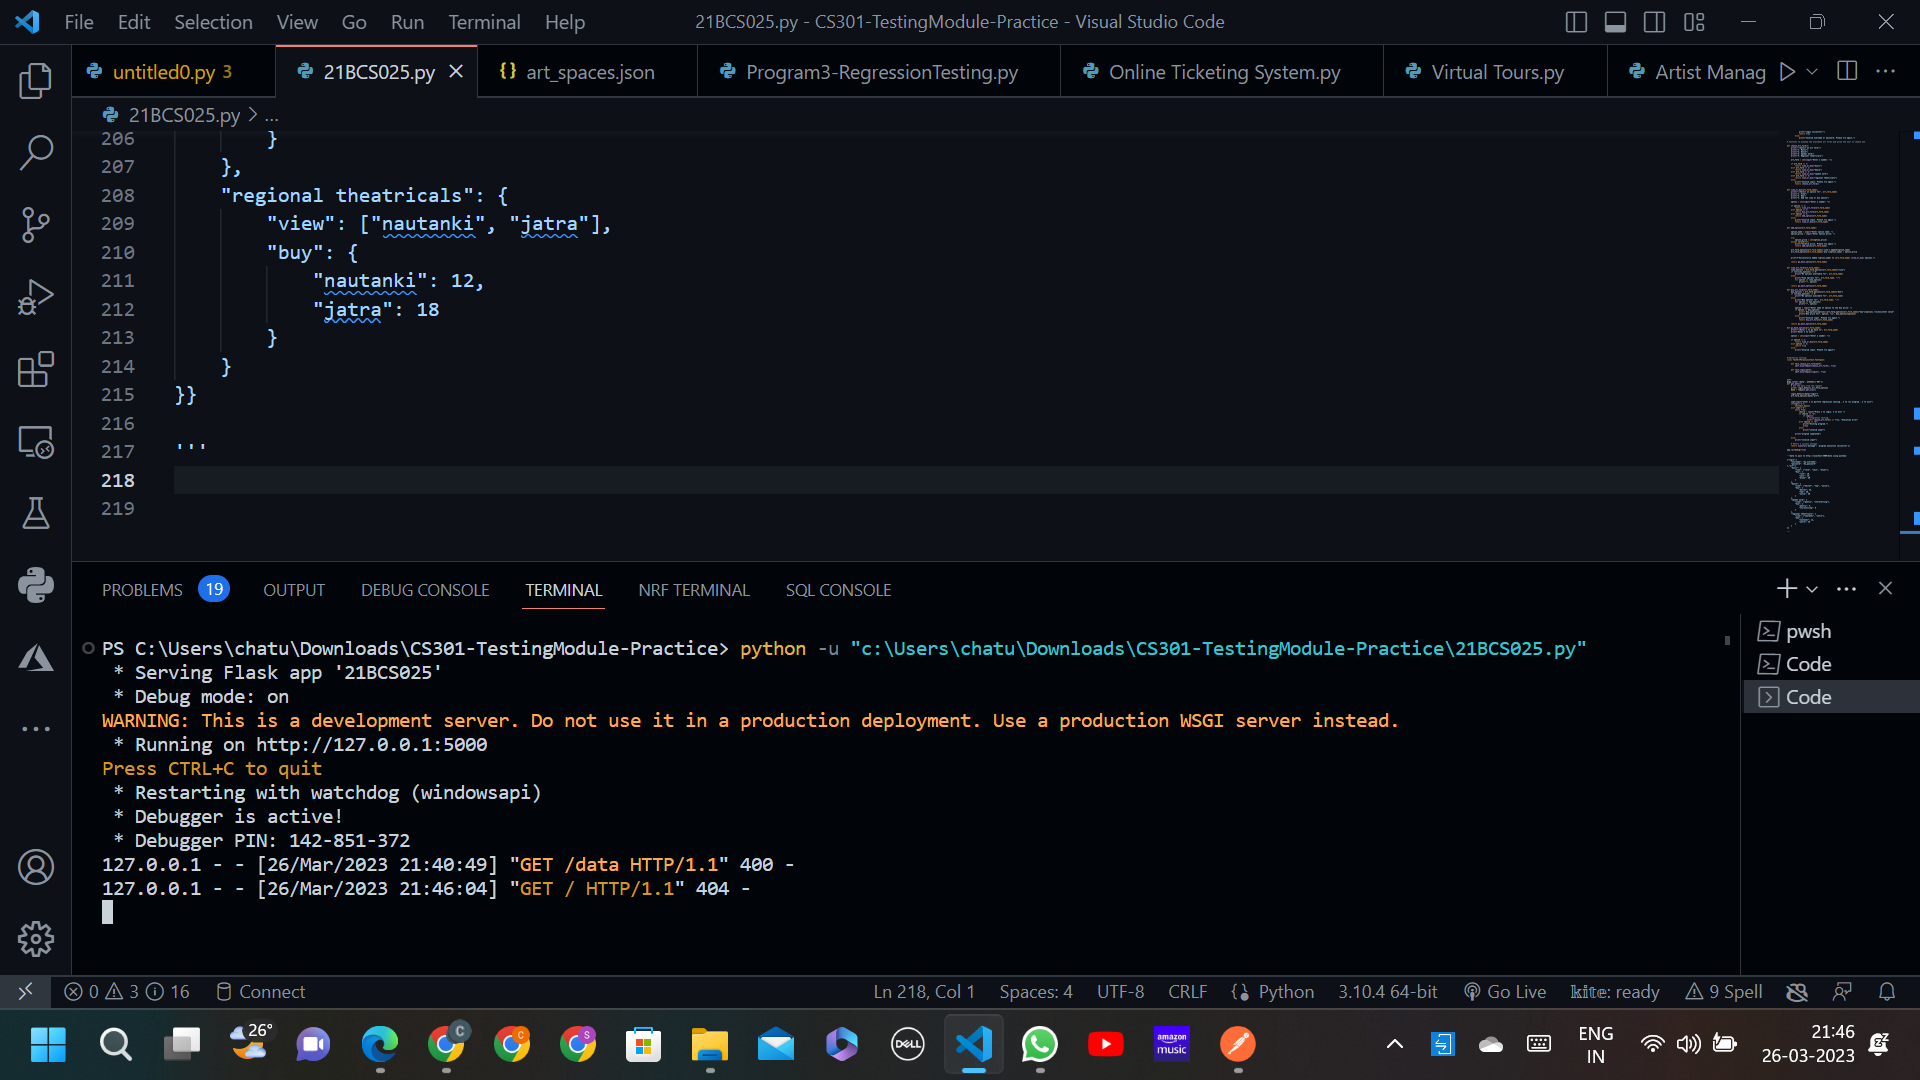 File Edit Selection View Go Run Terminal Help 21BCS025.py - CS301-TestingModule-Practice - Visual Studio Code
untitled0.py 3 21BCS025.py {} art_spaces.json Program3-RegressionTesting.py Online Ticketing System.py Virtual Tours.py Artist Manag
21BCS025.py > ...
206 }
207 },
208 "regional theatricals": {
209 "view": ["nautanki", "jatra"],
210 "buy": {
211 "nautanki": 12,
212 "jatra": 18
213 }
214 }
215 }}
216
217 '''
218
219
PROBLEMS 19 OUTPUT DEBUG CONSOLE TERMINAL NRF TERMINAL SQL CONSOLE
PS C:\Users\chatu\Downloads\CS301-TestingModule-Practice> python -u "c:\Users\chatu\Downloads\CS301-TestingModule-Practice\21BCS025.py"
* Serving Flask app '21BCS025'
* Debug mode: on
WARNING: This is a development server. Do not use it in a production deployment. Use a production WSGI server instead.
* Running on http://127.0.0.1:5000
Press CTRL+C to quit
* Restarting with watchdog (windowsapi)
* Debugger is active!
* Debugger PIN: 142-851-372
127.0.0.1 - - [26/Mar/2023 21:40:49] "GET /data HTTP/1.1" 400 -
127.0.0.1 - - [26/Mar/2023 21:46:04] "GET / HTTP/1.1" 404 -
pwsh
Code
Code
0 3 16 Connect Ln 218, Col 1 Spaces: 4 UTF-8 CRLF Python 3.10.4 64-bit Go Live kite: ready 9 Spell
26° C C S DELL amazon music ENG IN 21:46 26-03-2023